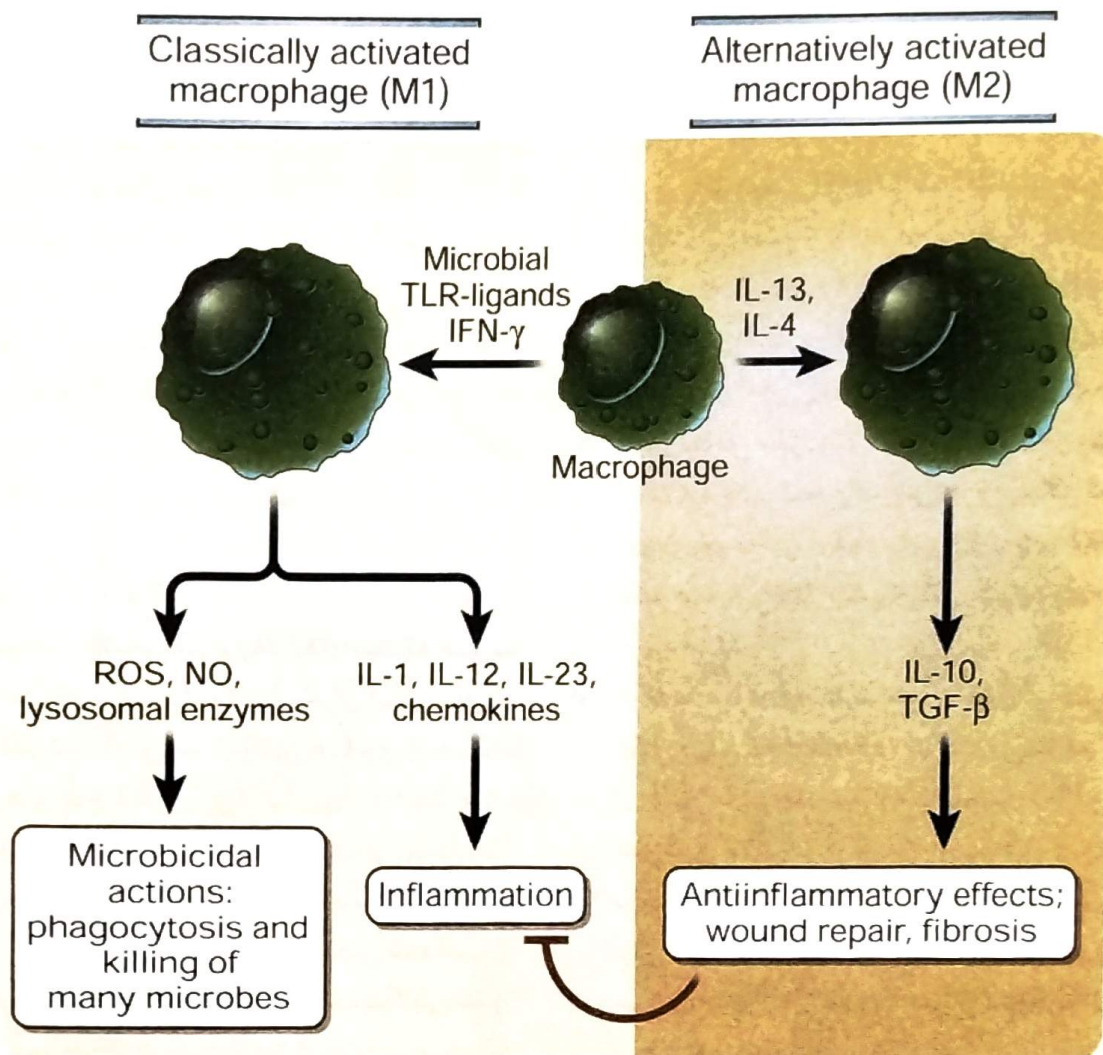 Classically activated
macrophage (M1)
Alternatively activated
macrophage (M2)
Microbial
TLR-ligands
IFN-γ
IL-13,
IL-4
Macrophage
ROS, NO,
lysosomal enzymes
IL-1, IL-12, IL-23,
chemokines
IL-10,
TGF-β
Microbicidal
actions:
phagocytosis and
killing of
many microbes
Inflammation
Antiinflammatory effects;
wound repair, fibrosis